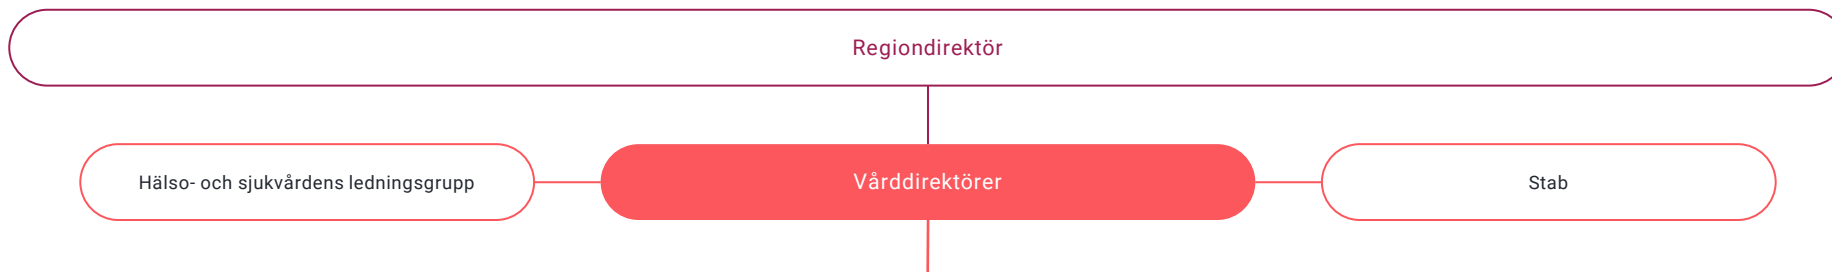 Regiondirektör
Hälso- och sjukvårdens ledningsgrupp
Vårddirektörer
Stab